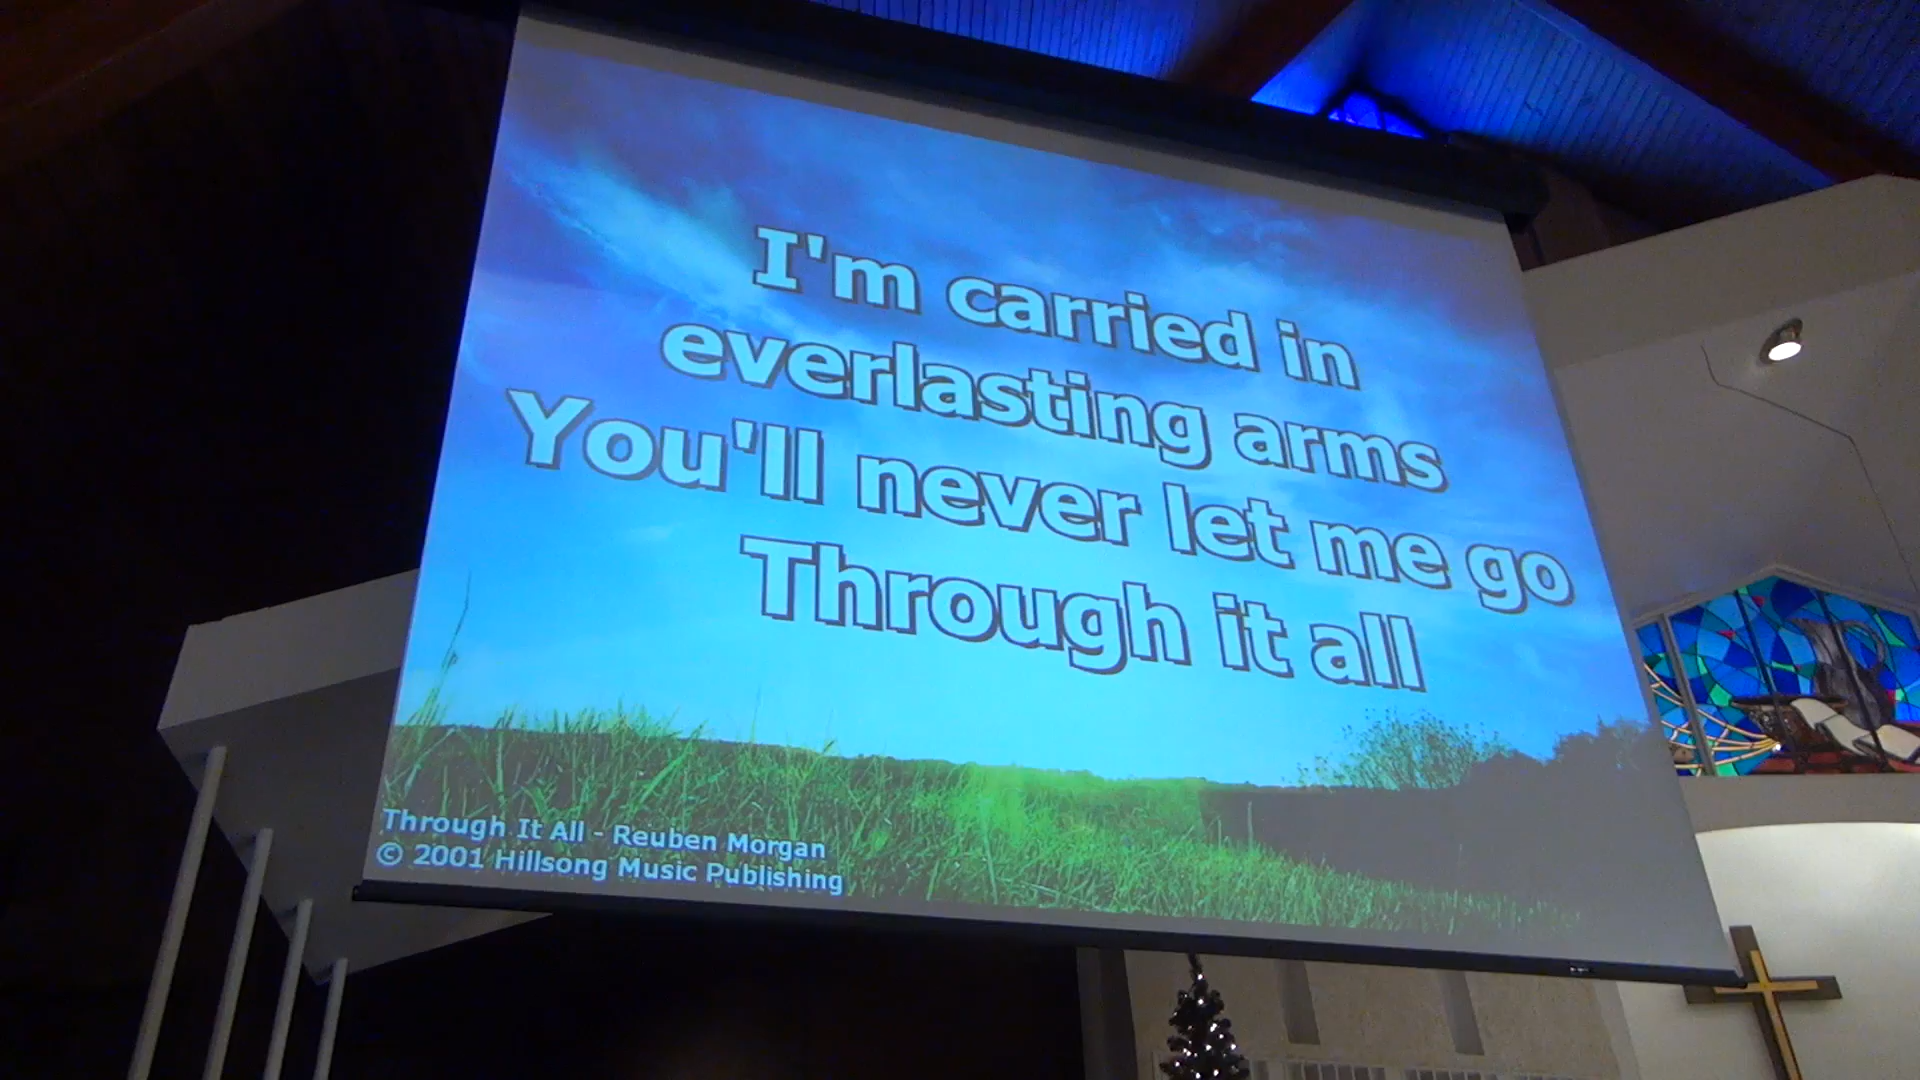 I'm carried in
everlasting arms
You'll never let me go
Through it all
Through It All - Reuben Morgan
© 2001 Hillsong Music Publishing